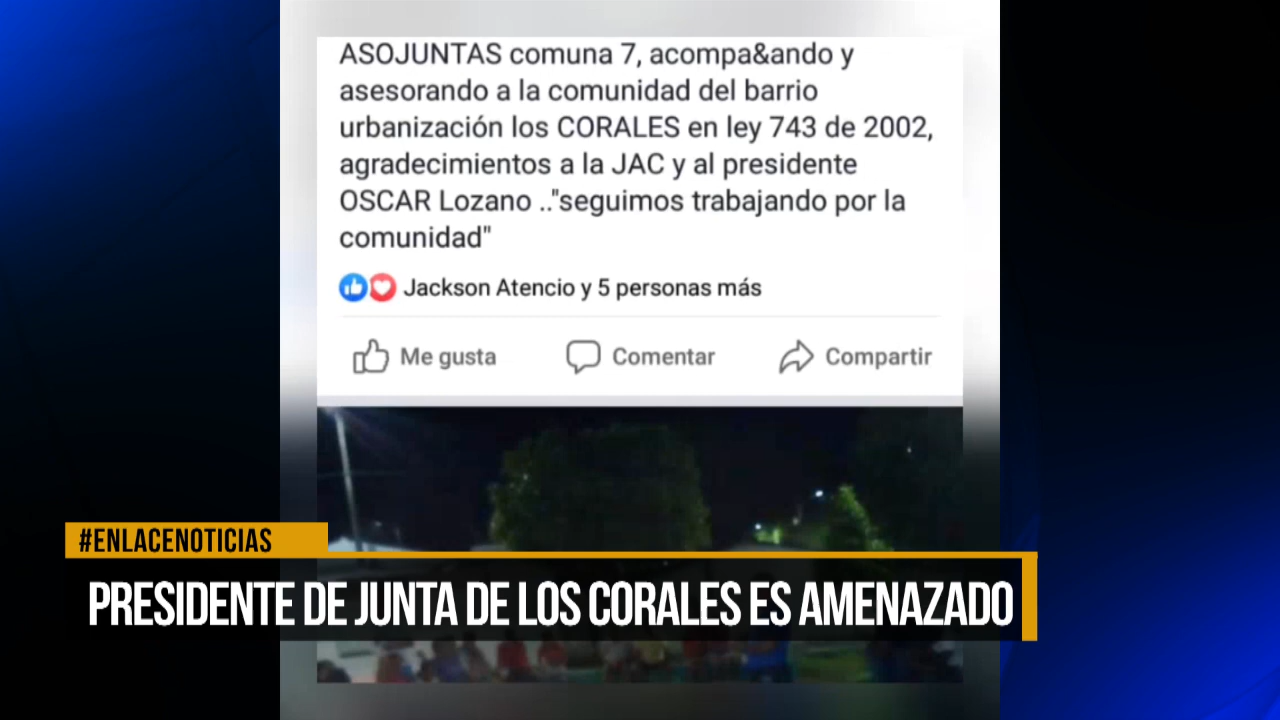 ASOJUNTAS comuna 7, acompa&ando y
asesorando a la comunidad del barrio
urbanización los CORALES en ley 743 de 2002,
agradecimientos a la JAC y al presidente
OSCAR Lozano .."seguimos trabajando por la
comunidad"
Jackson Atencio y 5 personas más
Me gusta
Comentar
Compartir
#ENLACENOTICIAS
PRESIDENTE DE JUNTA DE LOS CORALES ES AMENAZADO